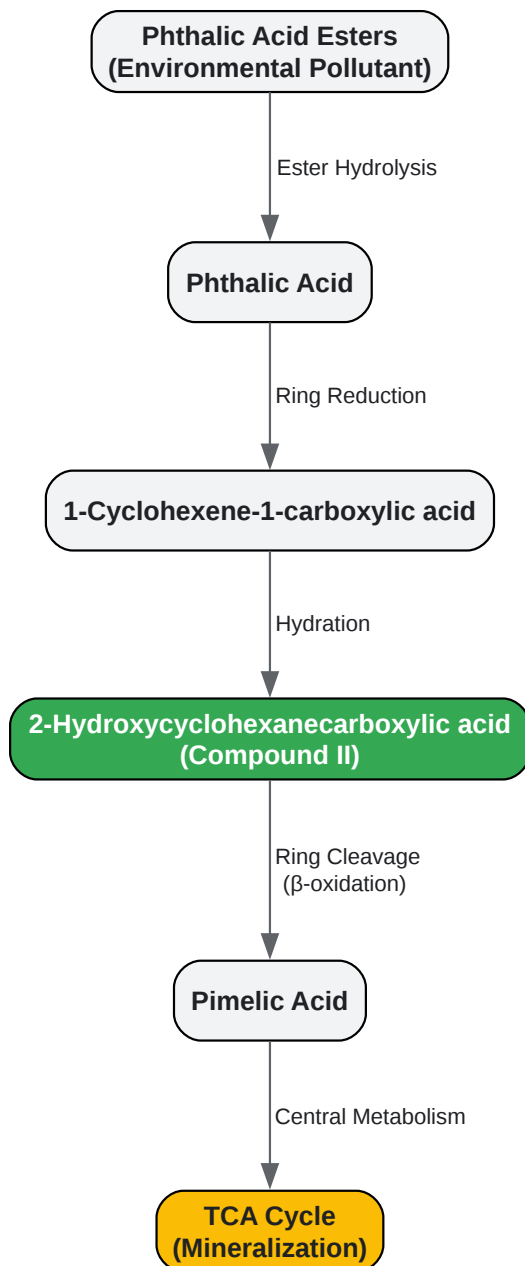 Phthalic Acid Esters
(Environmental Pollutant)
Ester Hydrolysis
Phthalic Acid
Ring Reduction
1-Cyclohexene-1-carboxylic acid
Hydration
2-Hydroxycyclohexanecarboxylic acid
(Compound II)
Ring Cleavage
(β-oxidation)
Pimelic Acid
Central Metabolism
TCA Cycle
(Mineralization)